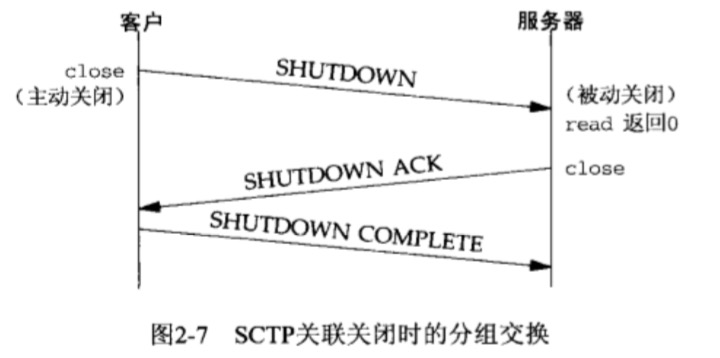 客户
服务器
close
(主动关闭)
SHUTDOWN
(被动关闭)
read 返回0
SHUTDOWN ACK
close
SHUTDOWN COMPLETE
图2-7 SCTP关联关闭时的分组交换